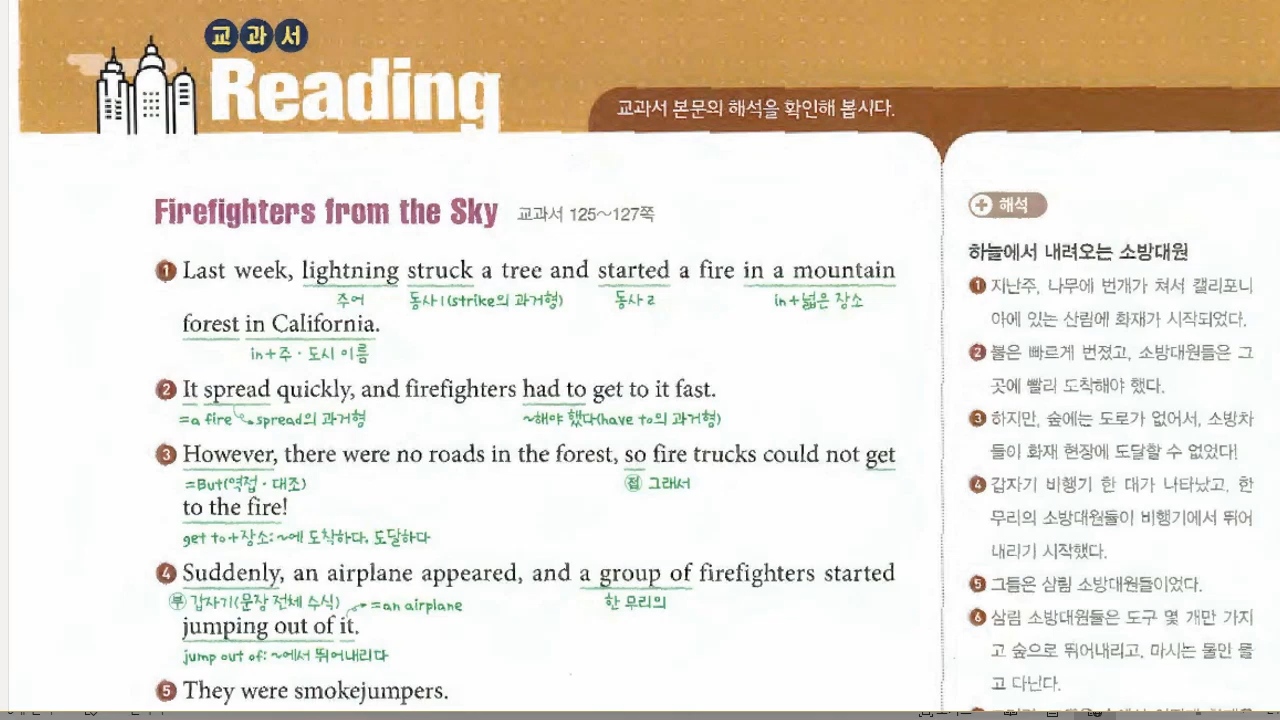 교과서
Reading
교과서 본문의 해석을 확인해 봅시다.
Firefighters from the Sky 교과서 125~127쪽
1 Last week, lightning struck a tree and started a fire in a mountain
주어 동사1(strike의 과거형) 동사2 in+넓은 장소
forest in California.
in+주·도시 이름
2 It spread quickly, and firefighters had to get to it fast.
=a fire spread의 과거형 ~해야 했다(have to의 과거형)
3 However, there were no roads in the forest, so fire trucks could not get
=But(역접·대조) 접 그래서
to the fire!
get to+장소: ~에 도착하다, 도달하다
4 Suddenly, an airplane appeared, and a group of firefighters started
부 갑자기(문장 전체 수식) =an airplane 한 무리의
jumping out of it.
jump out of: ~에서 뛰어내리다
5 They were smokejumpers.
+ 해석
하늘에서 내려오는 소방대원
1 지난주, 나무에 번개가 쳐서 캘리포니
아에 있는 산림에 화재가 시작되었다.
2 불은 빠르게 번졌고, 소방대원들은 그
곳에 빨리 도착해야 했다.
3 하지만, 숲에는 도로가 없어서, 소방차
들이 화재 현장에 도달할 수 없었다!
4 갑자기 비행기 한 대가 나타났고, 한
무리의 소방대원들이 비행기에서 뛰어
내리기 시작했다.
5 그들은 삼림 소방대원들이었다.
6 삼림 소방대원들은 도구 몇 개만 가지
고 숲으로 뛰어내리고, 마시는 물만 들
고 다닌다.